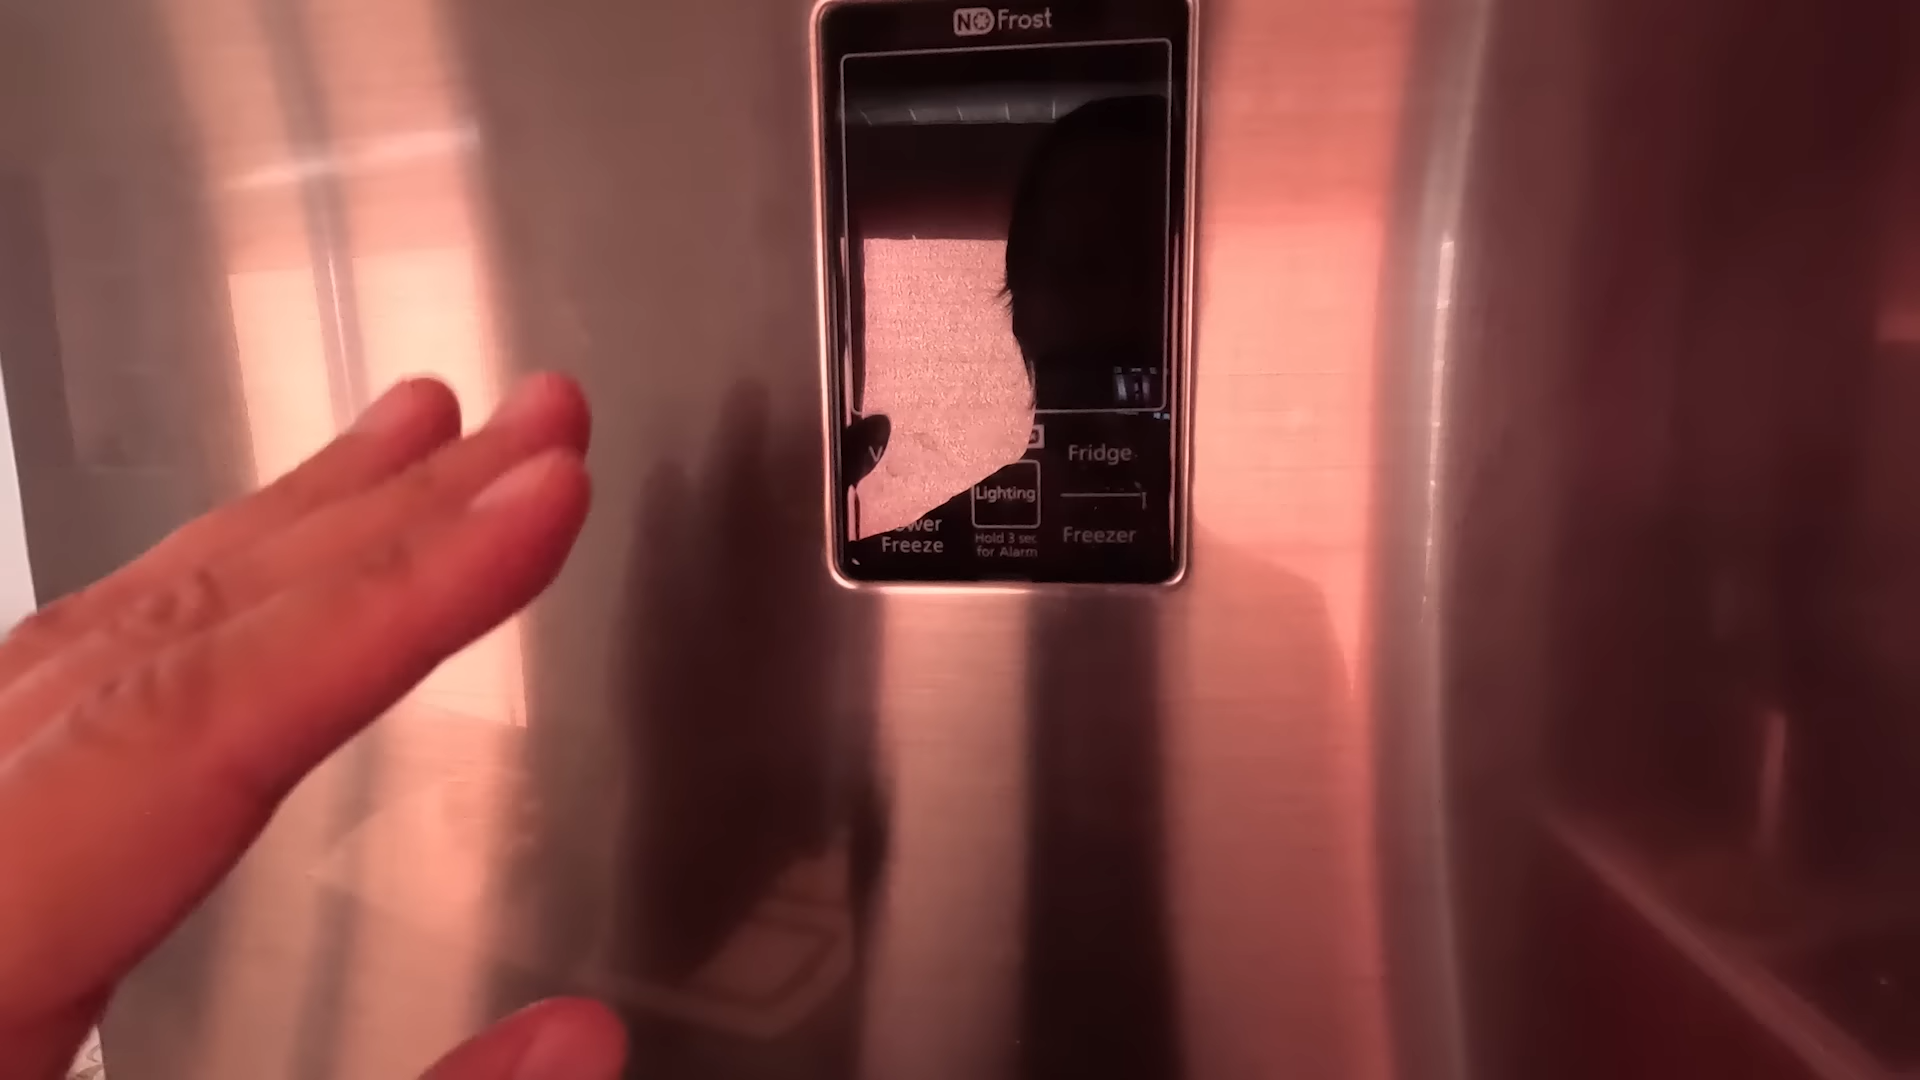 NO Frost
Fridge
Lighting
Freeze
Hold 3 sec
for Alarm
Freezer